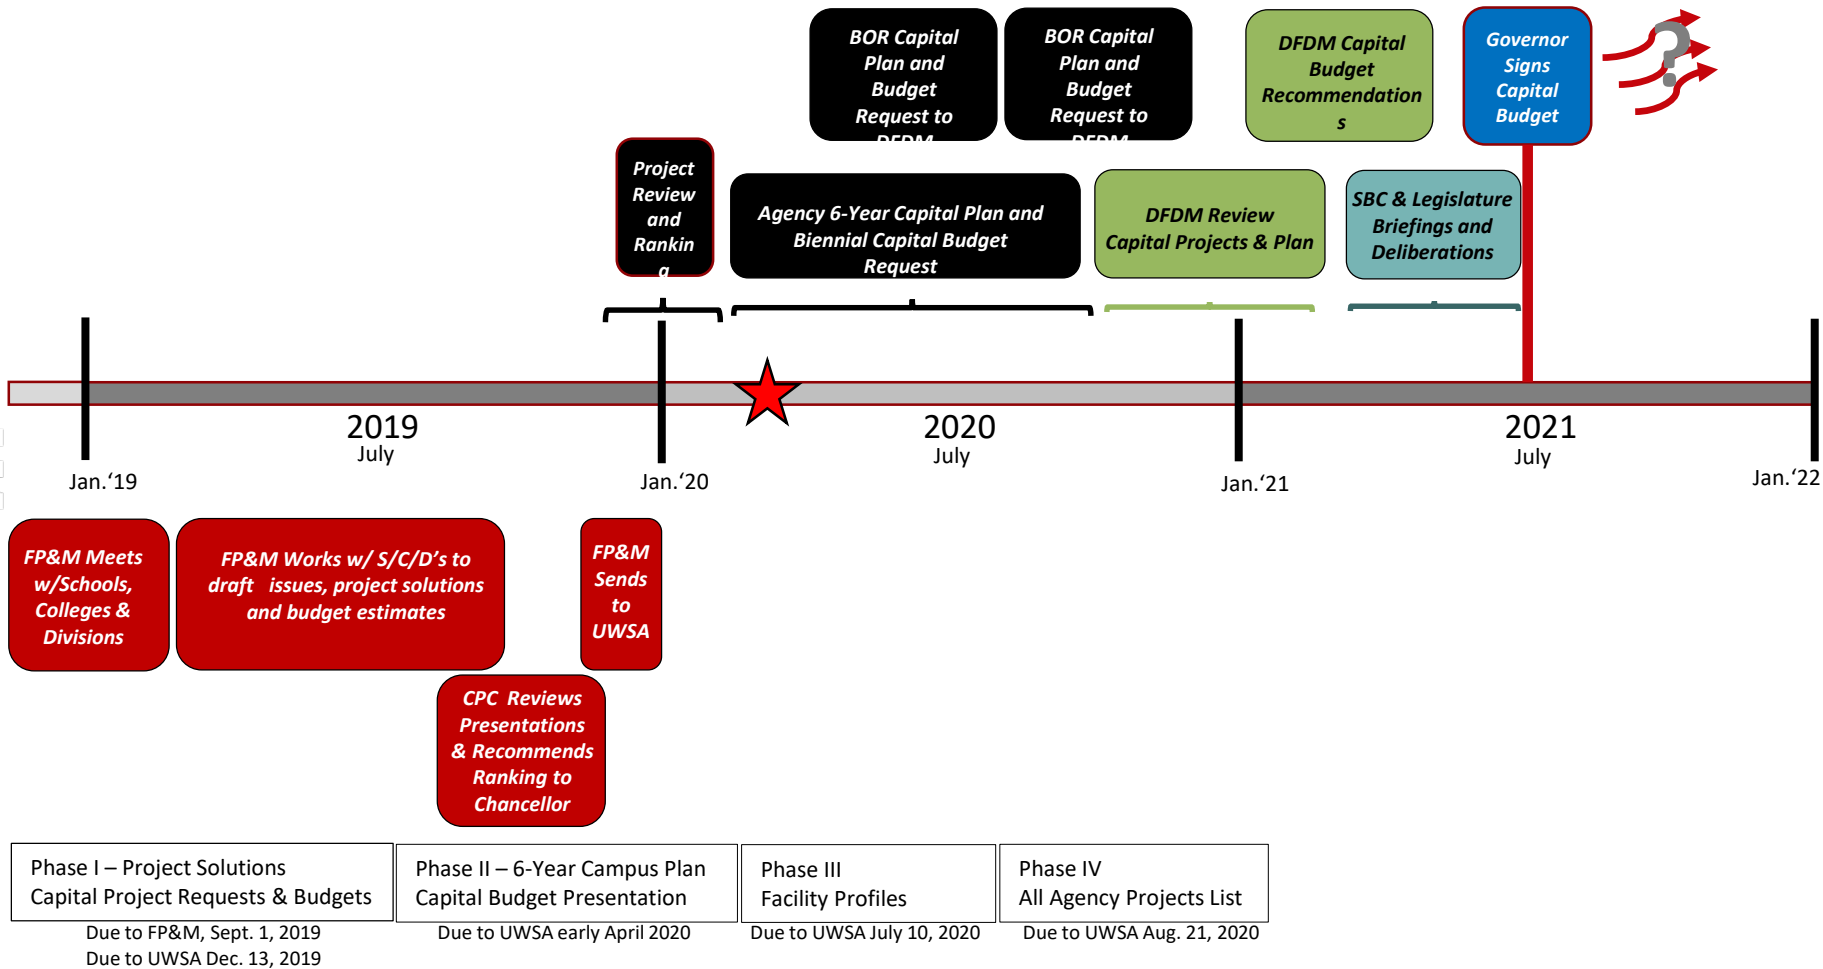 BOR Capital
Plan and
Budget
Request to
DFDM
BOR Capital
Plan and
Budget
Request to
DFDM
DFDM Capital
Budget
Recommendation
s
Governor
Signs
Capital
Budget
?
Project
Review
and
Rankin
g
Agency 6-Year Capital Plan and
Biennial Capital Budget
Request
DFDM Review
Capital Projects & Plan
SBC & Legislature
Briefings and
Deliberations
2019
July
2020
July
2021
July
Jan.‘19
Jan.‘20
Jan.‘21
Jan.‘22
FP&M Meets
w/Schools,
Colleges &
Divisions
FP&M Works w/ S/C/D’s to
draft issues, project solutions
and budget estimates
FP&M
Sends
to
UWSA
CPC Reviews
Presentations
& Recommends
Ranking to
Chancellor
Phase I – Project Solutions
Capital Project Requests & Budgets
Due to FP&M, Sept. 1, 2019
Due to UWSA Dec. 13, 2019
Phase II – 6-Year Campus Plan
Capital Budget Presentation
Due to UWSA early April 2020
Phase III
Facility Profiles
Due to UWSA July 10, 2020
Phase IV
All Agency Projects List
Due to UWSA Aug. 21, 2020